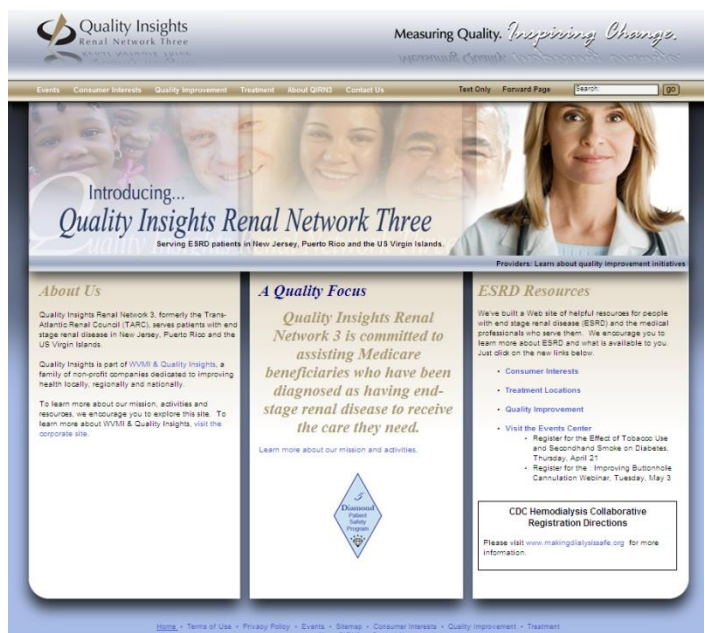 Quality Insights
Renal Network Three
Measuring Quality. Inspiring Change.
Events Consumer Interests Quality Improvement Treatment About QIRN3 Contact Us Text Only Forward Page Search: go
Introducing...
Quality Insights Renal Network Three
Serving ESRD patients in New Jersey, Puerto Rico and the US Virgin Islands.
Providers: Learn about quality improvement initiatives
About Us
Quality Insights Renal Network 3, formerly the Trans-
Atlantic Renal Council (TARC), serves patients with end
stage renal disease in New Jersey, Puerto Rico and the
US Virgin Islands.
Quality Insights is part of WVMI & Quality Insights, a
family of non-profit companies dedicated to improving
health locally, regionally and nationally.
To learn more about our mission, activities and
resources, we encourage you to explore this site. To
learn more about WVMI & Quality Insights, visit the
corporate site.
A Quality Focus
Quality Insights Renal
Network 3 is committed to
assisting Medicare
beneficiaries who have been
diagnosed as having end-
stage renal disease to receive
the care they need.
Learn more about our mission and activities.
5
Diamond
Patient
Safety
Program
ESRD Resources
We've built a Web site of helpful resources for people
with end stage renal disease (ESRD) and the medical
professionals who serve them. We encourage you to
learn more about ESRD and what is available to you.
Just click on the new links below.
• Consumer Interests
• Treatment Locations
• Quality Improvement
• Visit the Events Center
• Register for the Effect of Tobacco Use
and Secondhand Smoke on Diabetes,
Thursday, April 21
• Register for the : Improving Buttonhole
Cannulation Webinar, Tuesday, May 3
CDC Hemodialysis Collaborative
Registration Directions
Please visit www.makingdialysissafe.org for more
information.
Home • Terms of Use • Privacy Policy • Events • Sitemap • Consumer Interests • Quality Improvement • Treatment